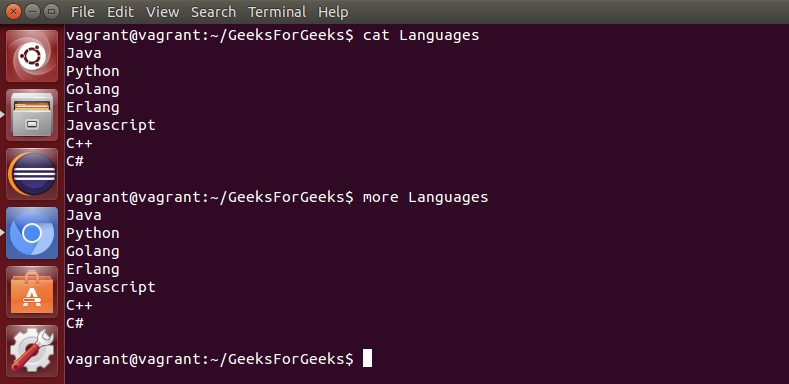 File Edit View Search Terminal Help
vagrant@vagrant:~/GeeksForGeeks$ cat Languages
Java
Python
Golang
Erlang
Javascript
C++
C#
vagrant@vagrant:~/GeeksForGeeks$ more Languages
Java
Python
Golang
Erlang
Javascript
C++
C#
vagrant@vagrant:~/GeeksForGeeks$